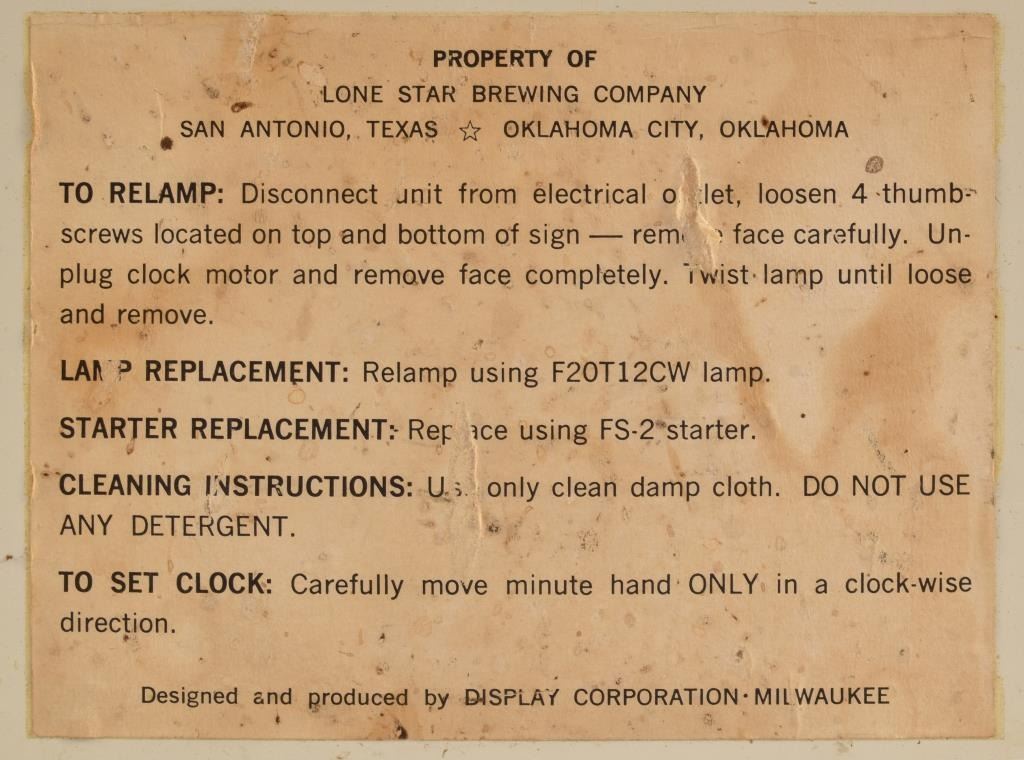 PROPERTY OF
LONE STAR BREWING COMPANY
SAN ANTONIO, TEXAS ☆ OKLAHOMA CITY, OKLAHOMA
TO RELAMP: Disconnect unit from electrical outlet, loosen 4 thumb-
screws located on top and bottom of sign — remove face carefully. Un-
plug clock motor and remove face completely. Twist lamp until loose
and remove.
LAMP REPLACEMENT: Relamp using F20T12CW lamp.
STARTER REPLACEMENT: Replace using FS-2 starter.
CLEANING INSTRUCTIONS: Use only clean damp cloth. DO NOT USE
ANY DETERGENT.
TO SET CLOCK: Carefully move minute hand ONLY in a clock-wise
direction.
Designed and produced by DISPLAY CORPORATION · MILWAUKEE